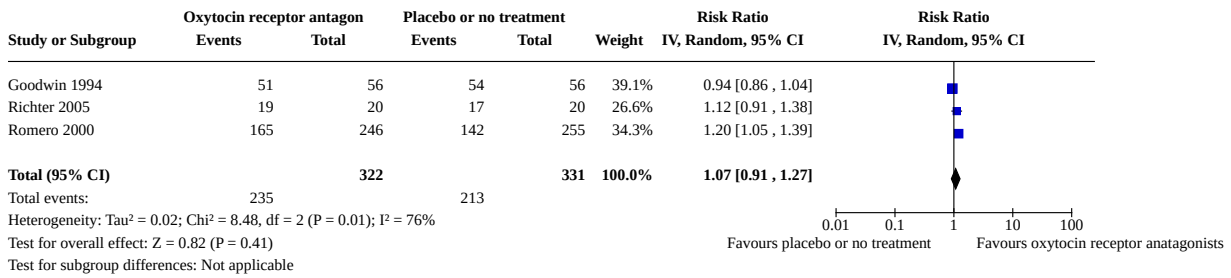 Oxytocin receptor antagon Placebo or no treatment Risk Ratio Risk Ratio
Study or Subgroup Events Total Events Total Weight IV, Random, 95% CI IV, Random, 95% CI
Goodwin 1994 51 56 54 56 39.1% 0.94 [0.86 , 1.04]
Richter 2005 19 20 17 20 26.6% 1.12 [0.91 , 1.38]
Romero 2000 165 246 142 255 34.3% 1.20 [1.05 , 1.39]
Total (95% CI) 322 331 100.0% 1.07 [0.91 , 1.27]
Total events: 235 213
Heterogeneity: Tau² = 0.02; Chi² = 8.48, df = 2 (P = 0.01); I² = 76%
0.01 0.1 1 10 100
Test for overall effect: Z = 0.82 (P = 0.41) Favours placebo or no treatment Favours oxytocin receptor anatagonists
Test for subgroup differences: Not applicable